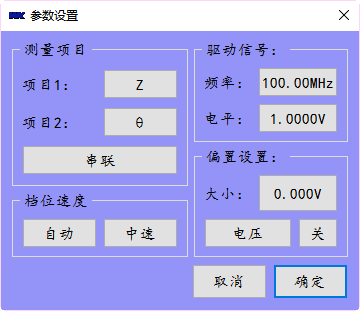 参数设置
测量项目
项目1: Z
项目2: θ
串联
档位速度
自动 中速
驱动信号:
频率: 100.00MHz
电平: 1.0000V
偏置设置:
大小: 0.000V
电压 关
取消 确定